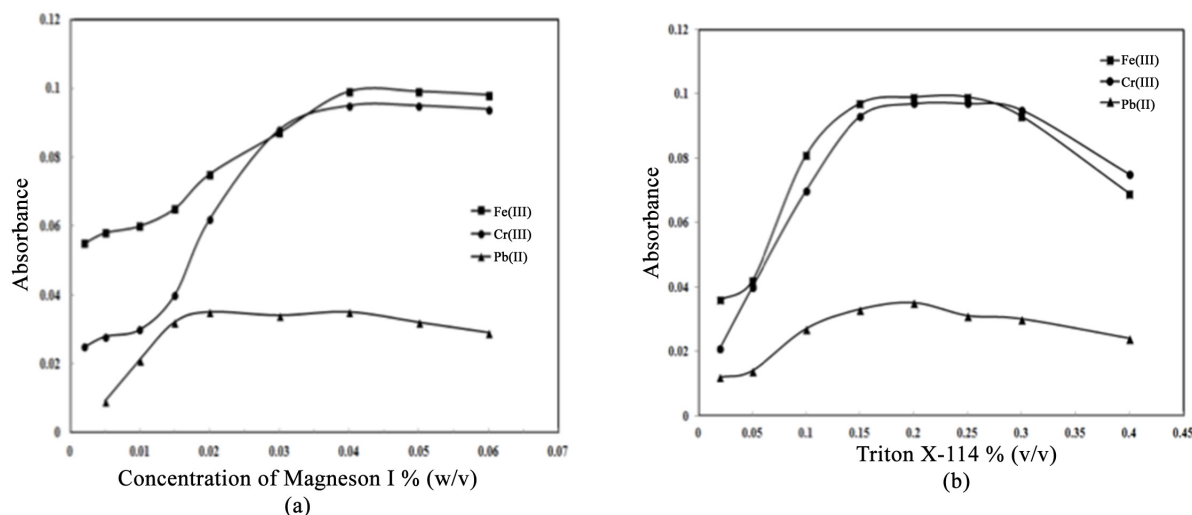 0.12
0.1
0.08
0.06
0.04
0.02
0
Absorbance
Fe(III)
Cr(III)
Pb(II)
0 0.01 0.02 0.03 0.04 0.05 0.06 0.07
Concentration of Magneson I % (w/v)
(a)
0.12
0.1
0.08
0.06
0.04
0.02
0
Absorbance
Fe(III)
Cr(III)
Pb(II)
0 0.05 0.1 0.15 0.2 0.25 0.3 0.35 0.4 0.45
Triton X-114 % (v/v)
(b)